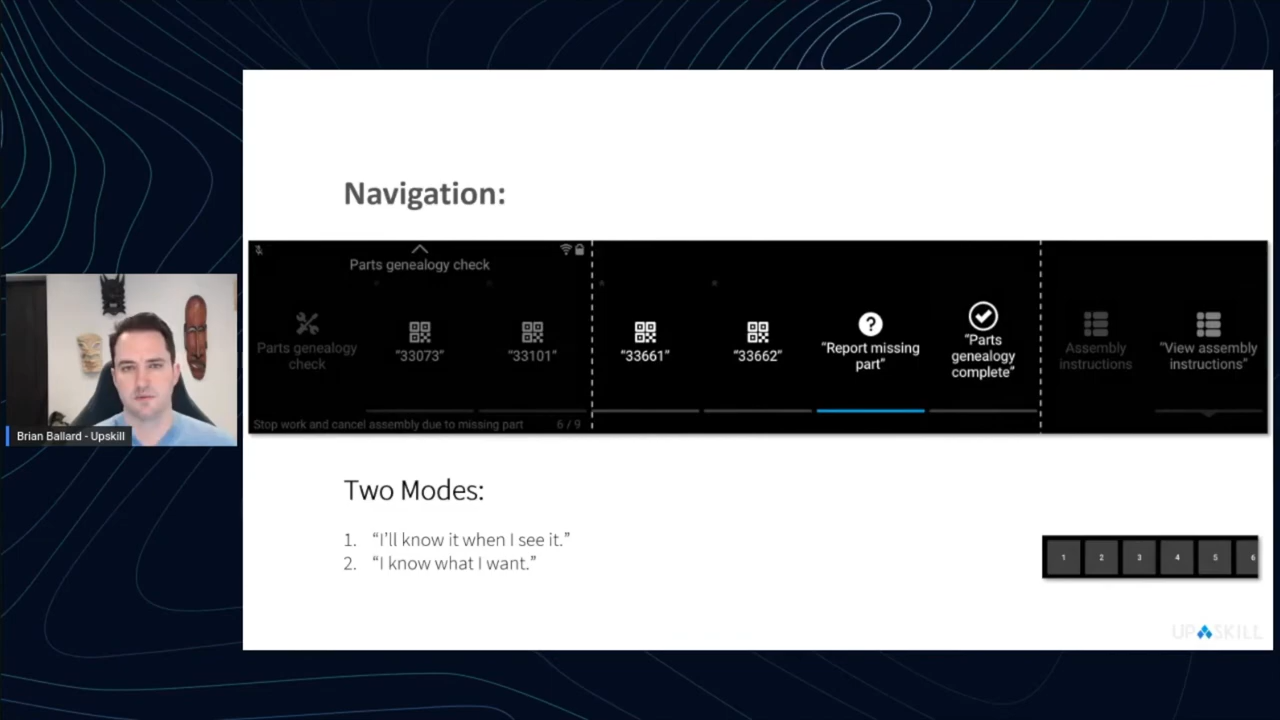 Navigation:
Parts genealogy check
Parts genealogy
check
"33073"
"33101"
"33661"
"33662"
"Report missing
part"
"Parts
genealogy
complete"
Assembly
instructions
"View assembly
instructions"
Stop work and cancel assembly due to missing part 6 / 9
Brian Ballard - Upskill
Two Modes:
1. “I’ll know it when I see it.”
2. “I know what I want.”
1 2 3 4 5 6
UPSKILL